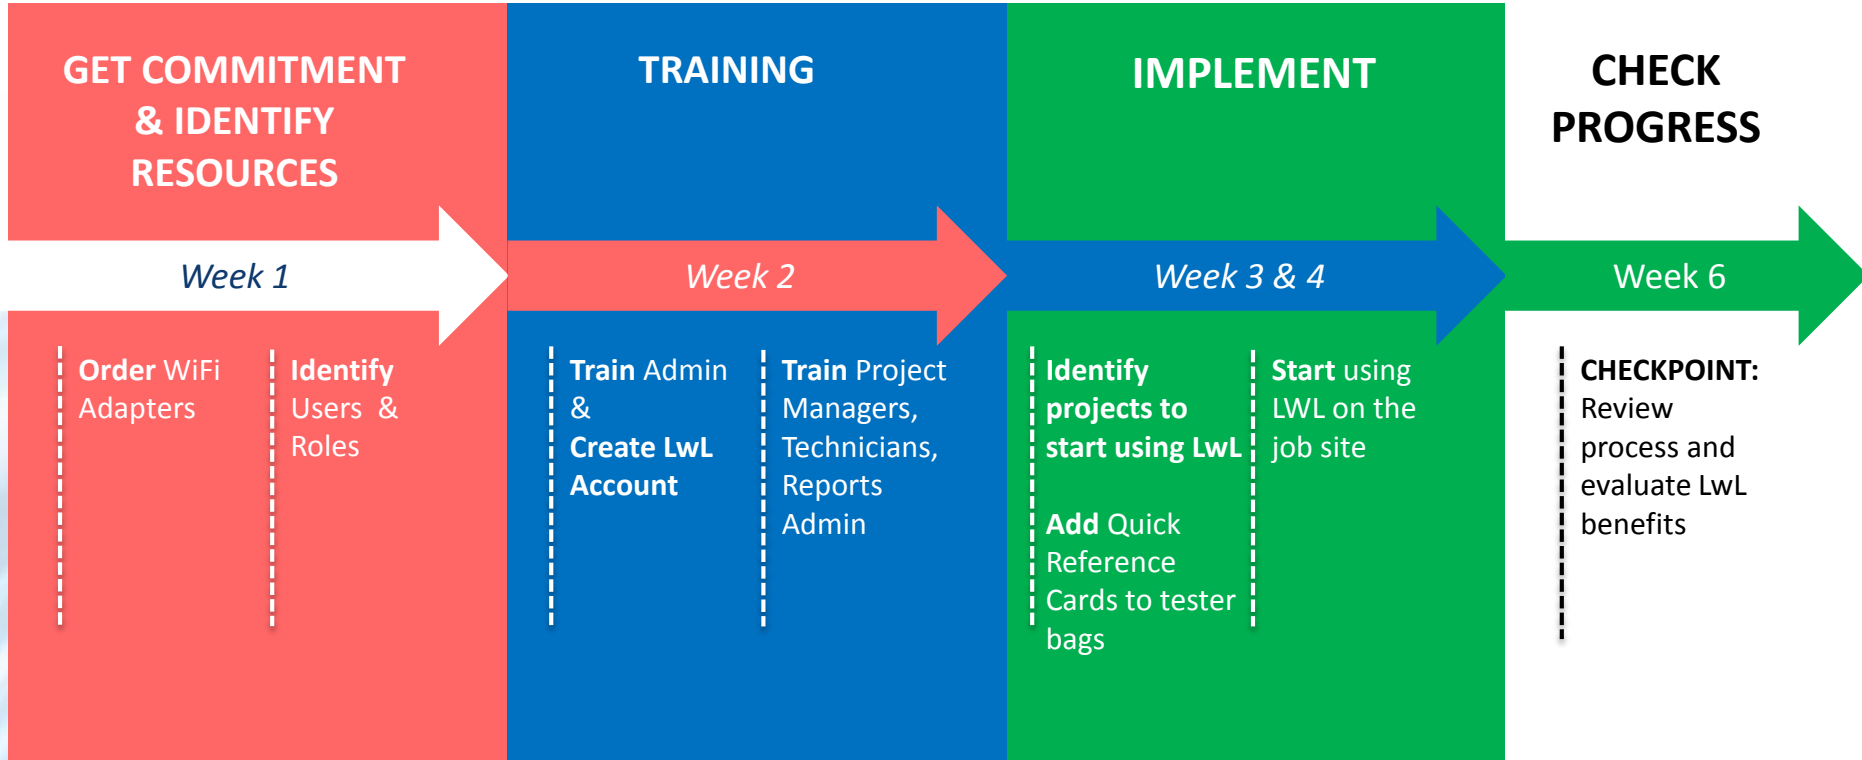 GET COMMITMENT
& IDENTIFY
RESOURCES
Week 1
Order WiFi
Adapters
Identify
Users &
Roles
TRAINING
Week 2
Train Admin
&
Create LwL
Account
Train Project
Managers,
Technicians,
Reports
Admin
IMPLEMENT
Week 3 & 4
Identify
projects to
start using LwL
Add Quick
Reference
Cards to tester
bags
Start using
LWL on the
job site
CHECK
PROGRESS
Week 6
CHECKPOINT:
Review
process and
evaluate LwL
benefits